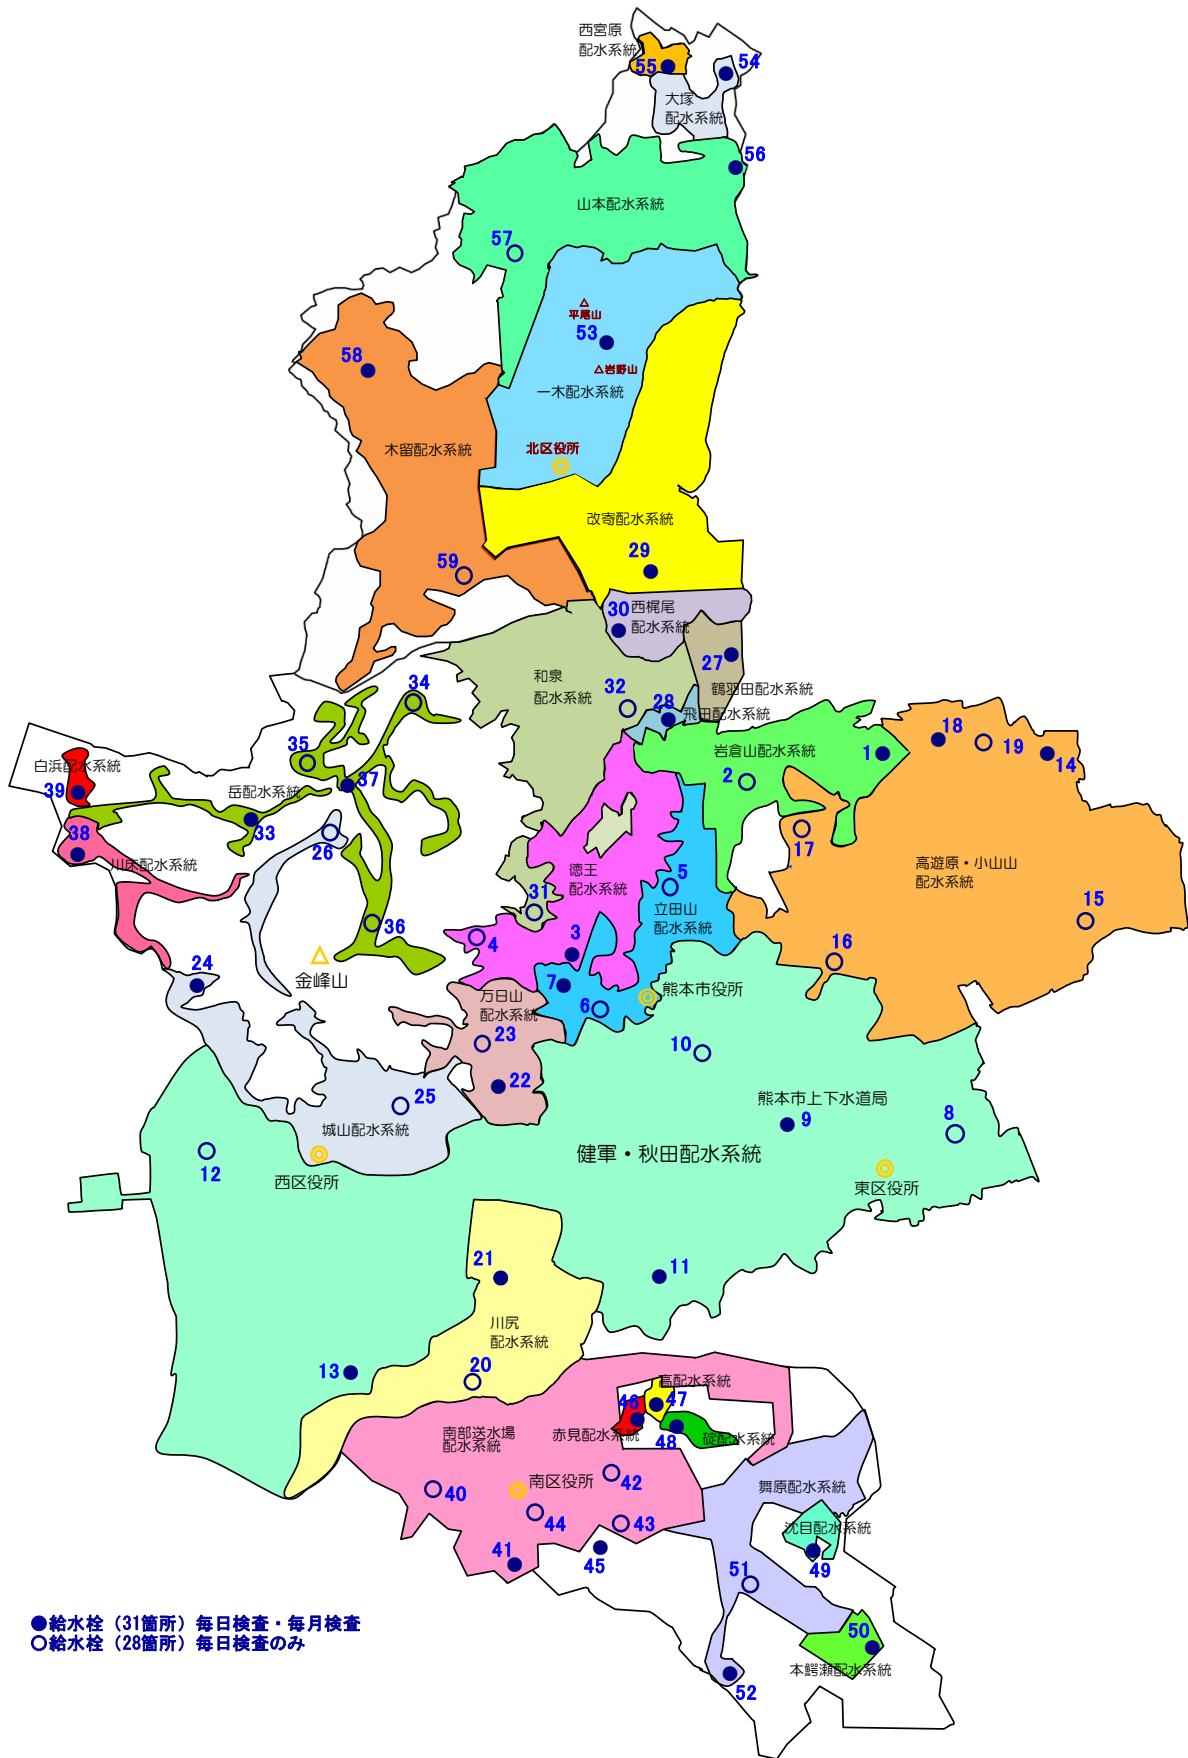 西宮原
配水系統
55
54
大塚
配水系統
56
山本配水系統
57
平尾山
53
岩野山
58
一木配水系統
木留配水系統
北区役所
改寄配水系統
29
59
30
西梶尾
配水系統
27
和泉
配水系統
32
34
鶴羽田配水系統
28
飛田配水系統
35
岩倉山配水系統
1
18
19
14
白浜配水系統
39
岳配水系統
37
2
33
26
38
川床配水系統
17
高遊原・小山山
配水系統
徳王
配水系統
5
31
立田山
配水系統
15
36
4
3
16
24
金峰山
7
6
熊本市役所
万日山
配水系統
23
10
22
25
熊本市上下水道局
9
8
城山配水系統
12
健軍・秋田配水系統
西区役所
東区役所
21
11
川尻
配水系統
13
20
高配水系統
46
47
南部送水場
配水系統
赤見配水系統
48
碇配水系統
40
南区役所
42
舞原配水系統
44
43
沈目配水系統
41
45
49
51
50
本鰐瀬配水系統
52
●給水栓（31箇所）毎日検査・毎月検査
○給水栓（28箇所）毎日検査のみ